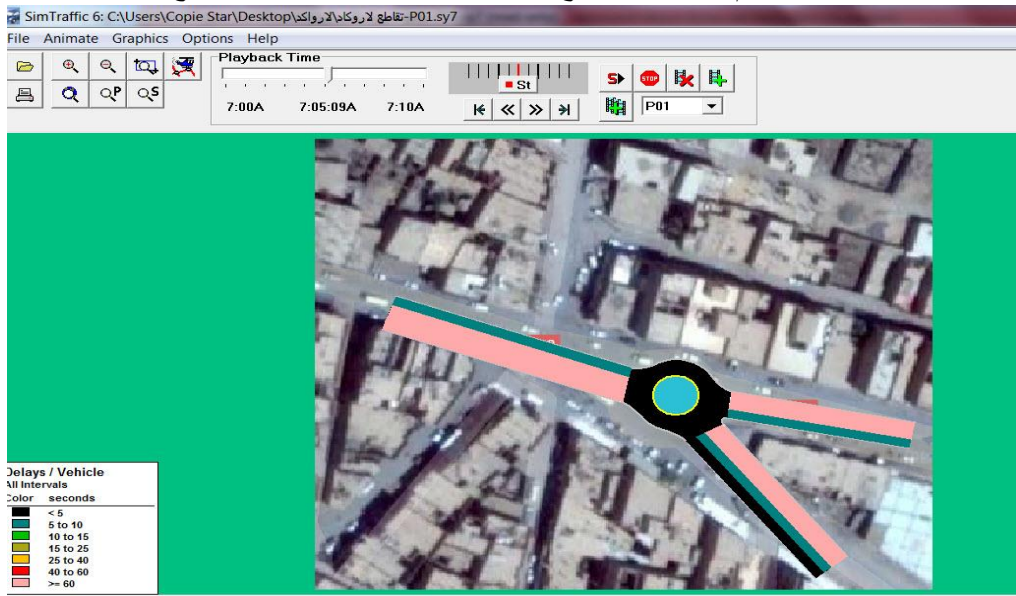 SimTraffic 6: C:\Users\Copie Star\Desktop\تقاطع لاروكاد\لارواكد-P01.sy7
File Animate Graphics Options Help
Playback Time
7:00A 7:05:09A 7:10A
St
STOP
P01
Delays / Vehicle
All Intervals
Color seconds
< 5
5 to 10
10 to 15
15 to 25
25 to 40
40 to 60
>= 60